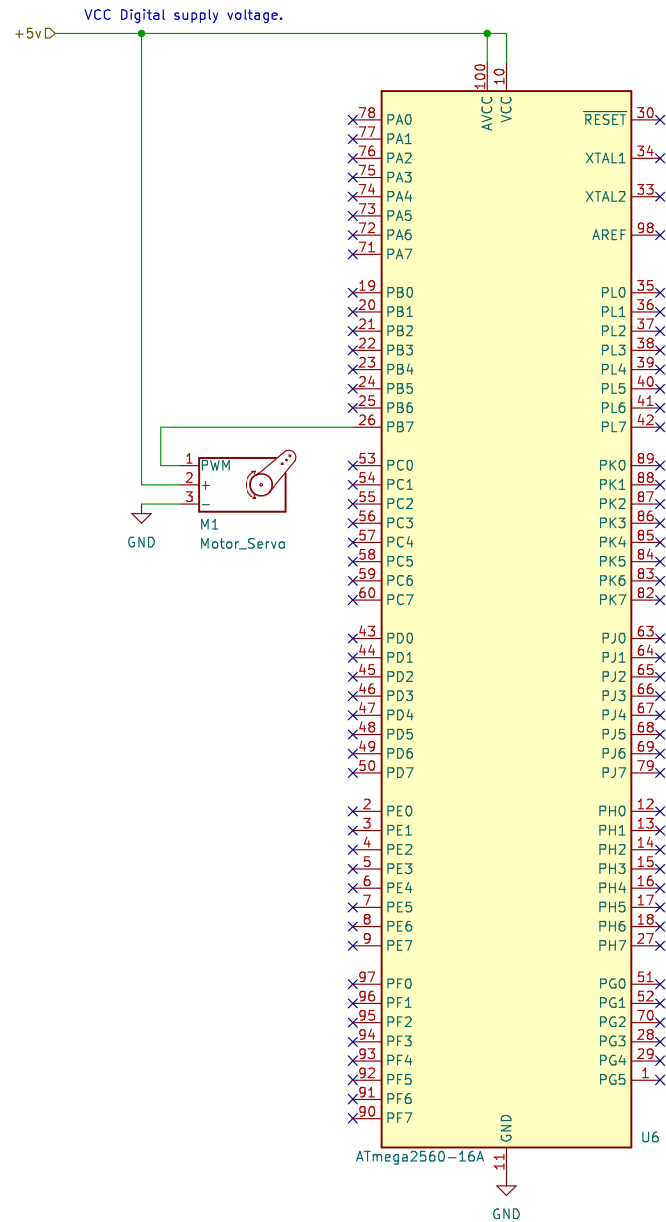 VCC Digital supply voltage.
+5v
100
10
AVCC
VCC
78 PA0
77 PA1
76 PA2
75 PA3
74 PA4
73 PA5
72 PA6
71 PA7
RESET 30
XTAL1 34
XTAL2 33
AREF 98
19 PB0
20 PB1
21 PB2
22 PB3
23 PB4
24 PB5
25 PB6
26 PB7
PL0 35
PL1 36
PL2 37
PL3 38
PL4 39
PL5 40
PL6 41
PL7 42
1 PWM
2 +
3 -
M1
Motor_Servo
GND
53 PC0
54 PC1
55 PC2
56 PC3
57 PC4
58 PC5
59 PC6
60 PC7
PK0 89
PK1 88
PK2 87
PK3 86
PK4 85
PK5 84
PK6 83
PK7 82
43 PD0
44 PD1
45 PD2
46 PD3
47 PD4
48 PD5
49 PD6
50 PD7
PJ0 63
PJ1 64
PJ2 65
PJ3 66
PJ4 67
PJ5 68
PJ6 69
PJ7 79
2 PE0
3 PE1
4 PE2
5 PE3
6 PE4
7 PE5
8 PE6
9 PE7
PH0 12
PH1 13
PH2 14
PH3 15
PH4 16
PH5 17
PH6 18
PH7 27
97 PF0
96 PF1
95 PF2
94 PF3
93 PF4
92 PF5
91 PF6
90 PF7
PG0 51
PG1 52
PG2 70
PG3 28
PG4 29
PG5 1
GND
U6
ATmega2560-16A
11
GND